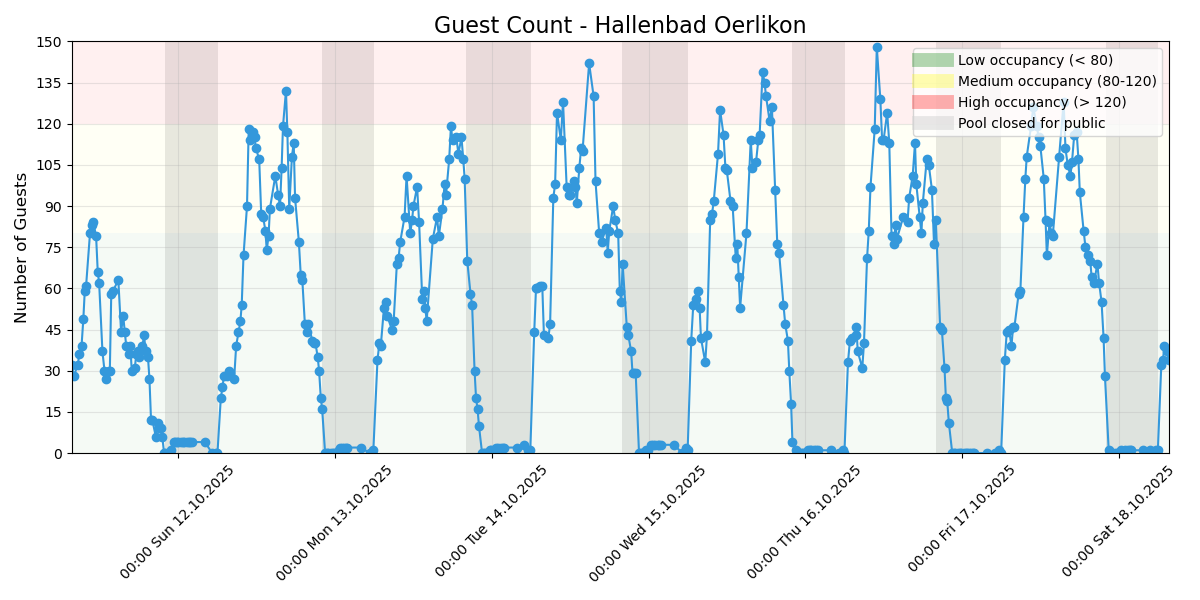 Guest Count - Hallenbad Oerlikon
Number of Guests
150
135
120
105
90
75
60
45
30
15
0
Low occupancy (< 80)
Medium occupancy (80-120)
High occupancy (> 120)
Pool closed for public
00:00 Sun 12.10.2025
00:00 Mon 13.10.2025
00:00 Tue 14.10.2025
00:00 Wed 15.10.2025
00:00 Thu 16.10.2025
00:00 Fri 17.10.2025
00:00 Sat 18.10.2025